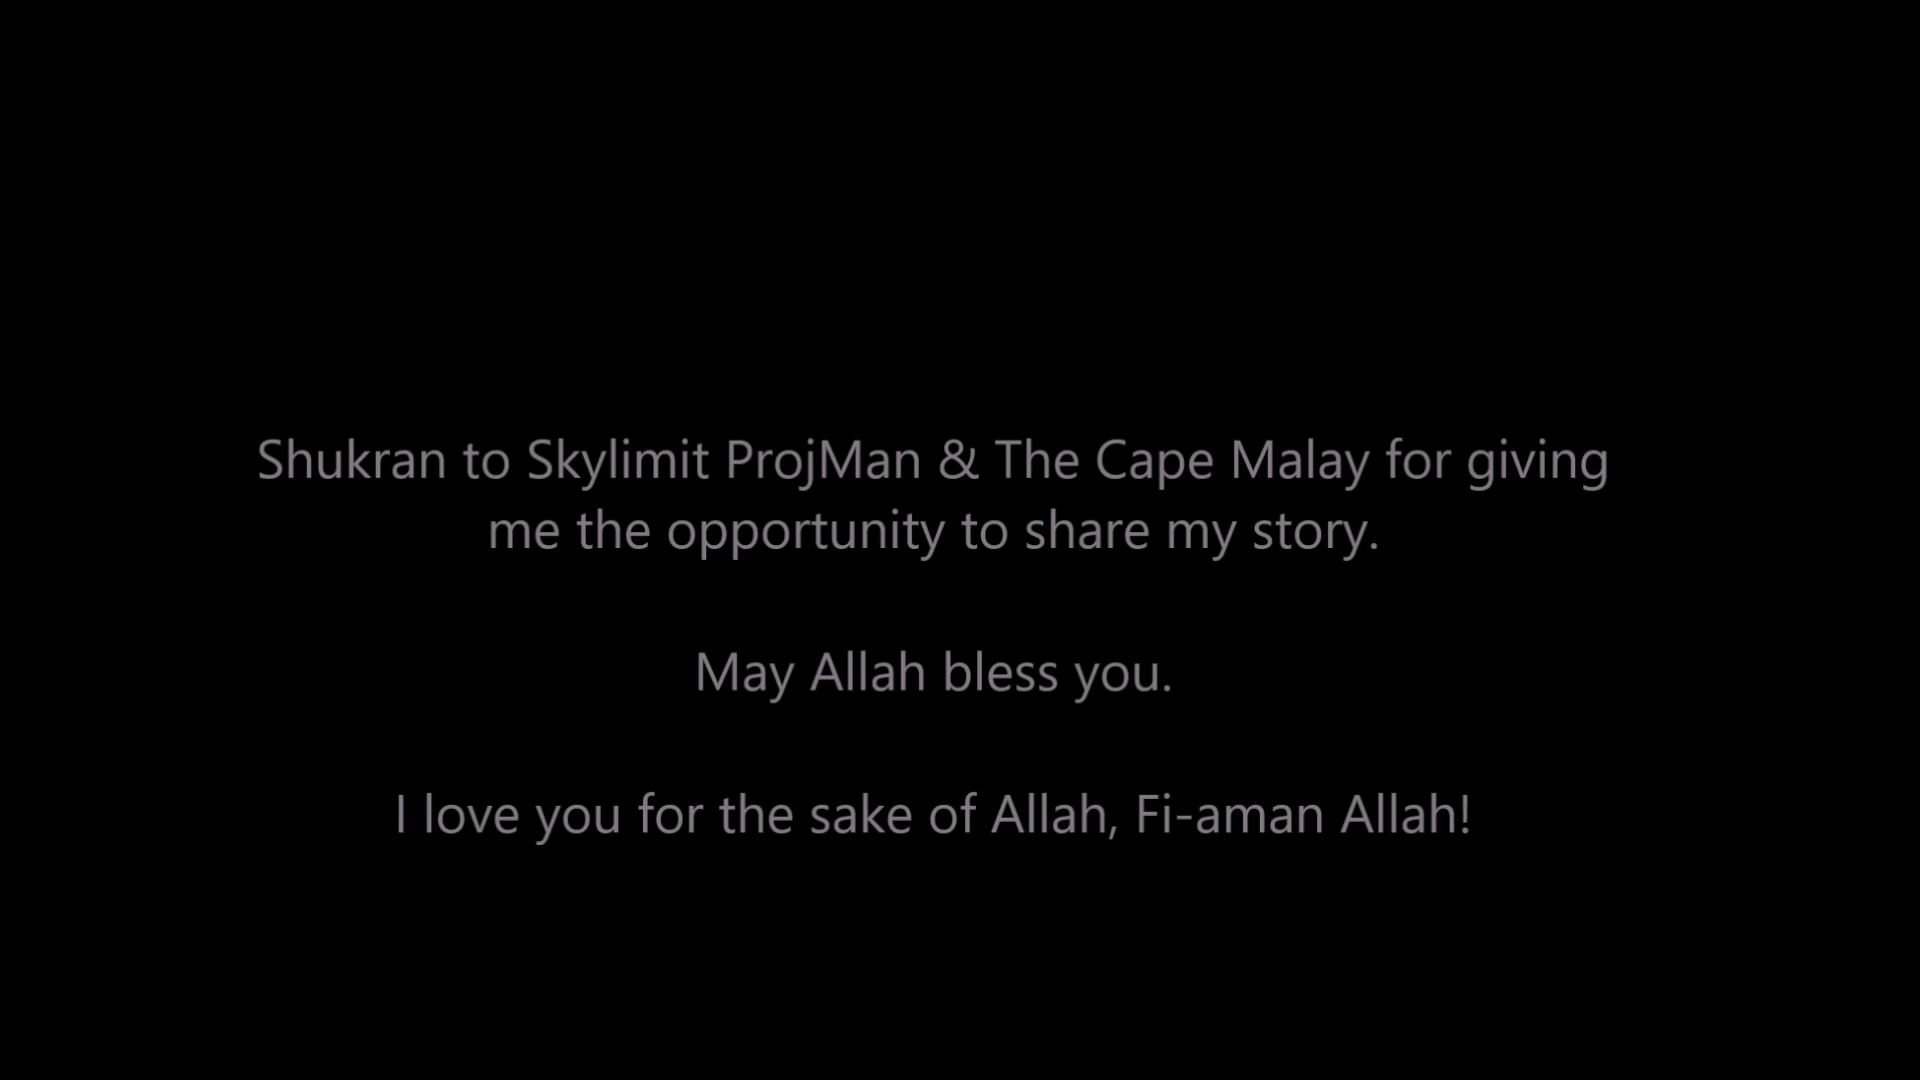 Shukran to Skylimit ProjMan & The Cape Malay for giving
me the opportunity to share my story.
May Allah bless you.
I love you for the sake of Allah, Fi-aman Allah!